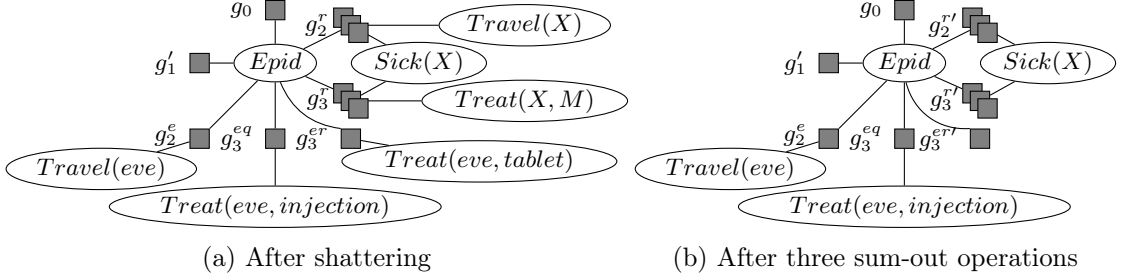 g₀
g₂ʳ
Travel(X)
g₁′
Epid
Sick(X)
g₃ʳ
Treat(X, M)
g₂ᵉ
g₃ᵉq
g₃ᵉʳ
Travel(eve)
Treat(eve, tablet)
Treat(eve, injection)
(a) After shattering
g₀
g₂ʳ′
g₁′
Epid
Sick(X)
g₃ʳ′
g₂ᵉ
g₃ᵉq
g₃ᵉʳ′
Travel(eve)
Treat(eve, injection)
(b) After three sum-out operations